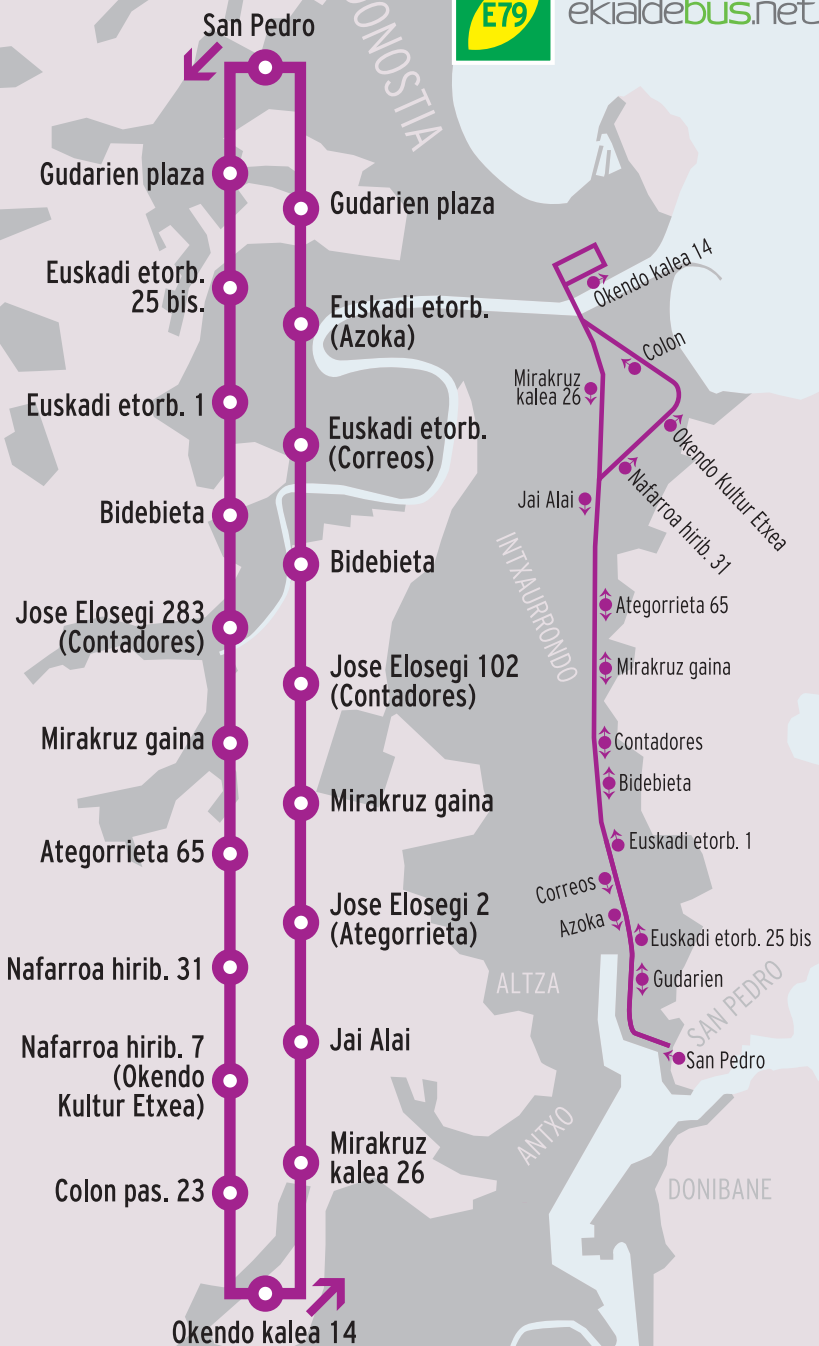 San Pedro
DONOSTIA
E79
ekialdebus.net
Gudarien plaza
Euskadi etorb.
25 bis.
Euskadi etorb. 1
Bidebieta
Jose Elosegi 283
(Contadores)
Mirakruz gaina
Ategorrieta 65
Nafarroa hirib. 31
Nafarroa hirib. 7
(Okendo
Kultur Etxea)
Colon pas. 23
Okendo kalea 14
Gudarien plaza
Euskadi etorb.
(Azoka)
Euskadi etorb.
(Correos)
Bidebieta
Jose Elosegi 102
(Contadores)
Mirakruz gaina
Jose Elosegi 2
(Ategorrieta)
Jai Alai
Mirakruz
kalea 26
Okendo kalea 14
Colon
Mirakruz
kalea 26
Okendo Kultur Etxea
Nafarroa hirib. 31
Jai Alai
INTXAURRONDO
Ategorrieta 65
Mirakruz gaina
Contadores
Bidebieta
Euskadi etorb. 1
Correos
Azoka
Euskadi etorb. 25 bis
Gudarien
ALTZA
SAN PEDRO
San Pedro
ANTXO
DONIBANE